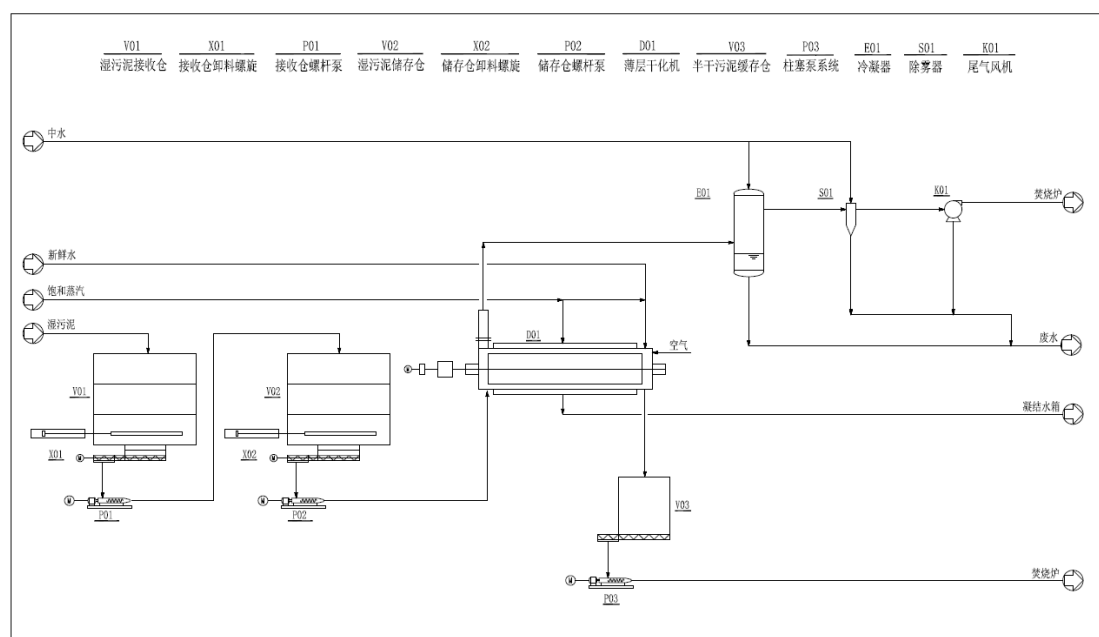 V01 X01 P01 V02 X02 P02 D01 V03 P03 E01 S01 K01
湿污泥接收仓 接收仓卸料螺旋 接收仓螺杆泵 湿污泥储存仓 储存仓卸料螺旋 储存仓螺杆泵 薄层干化机 半干污泥缓存仓 柱塞泵系统 冷凝器 除雾器 尾气风机
中水
E01
S01
K01
焚烧炉
新鲜水
饱和蒸汽
湿污泥
D01
空气
废水
V01
V02
M
凝结水箱
X01
M
X02
M
M
P01
M
P02
V03
M
P03
焚烧炉